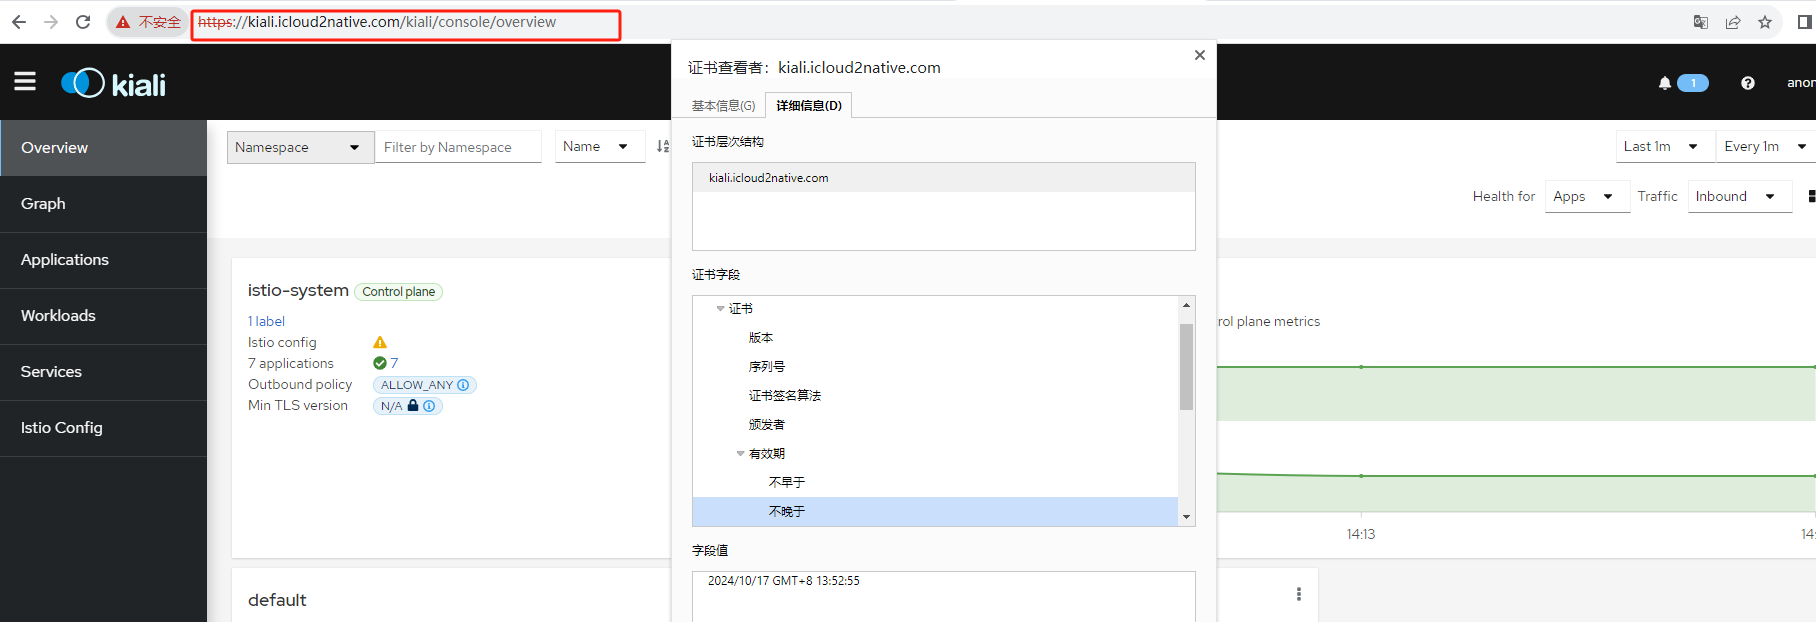 不安全 https://kiali.icloud2native.com/kiali/console/overview
kiali
1
anor
证书查看者：kiali.icloud2native.com
基本信息(G) 详细信息(D)
证书层次结构
kiali.icloud2native.com
证书字段
证书
版本
序列号
证书签名算法
颁发者
有效期
不早于
不晚于
字段值
2024/10/17 GMT+8 13:52:55
Overview
Graph
Applications
Workloads
Services
Istio Config
Namespace Filter by Namespace Name
Last 1m Every 1m
Health for Apps Traffic Inbound
istio-system Control plane
1 label
Istio config
7 applications 7
Outbound policy ALLOW_ANY
Min TLS version N/A
rol plane metrics
14:13 14:
default